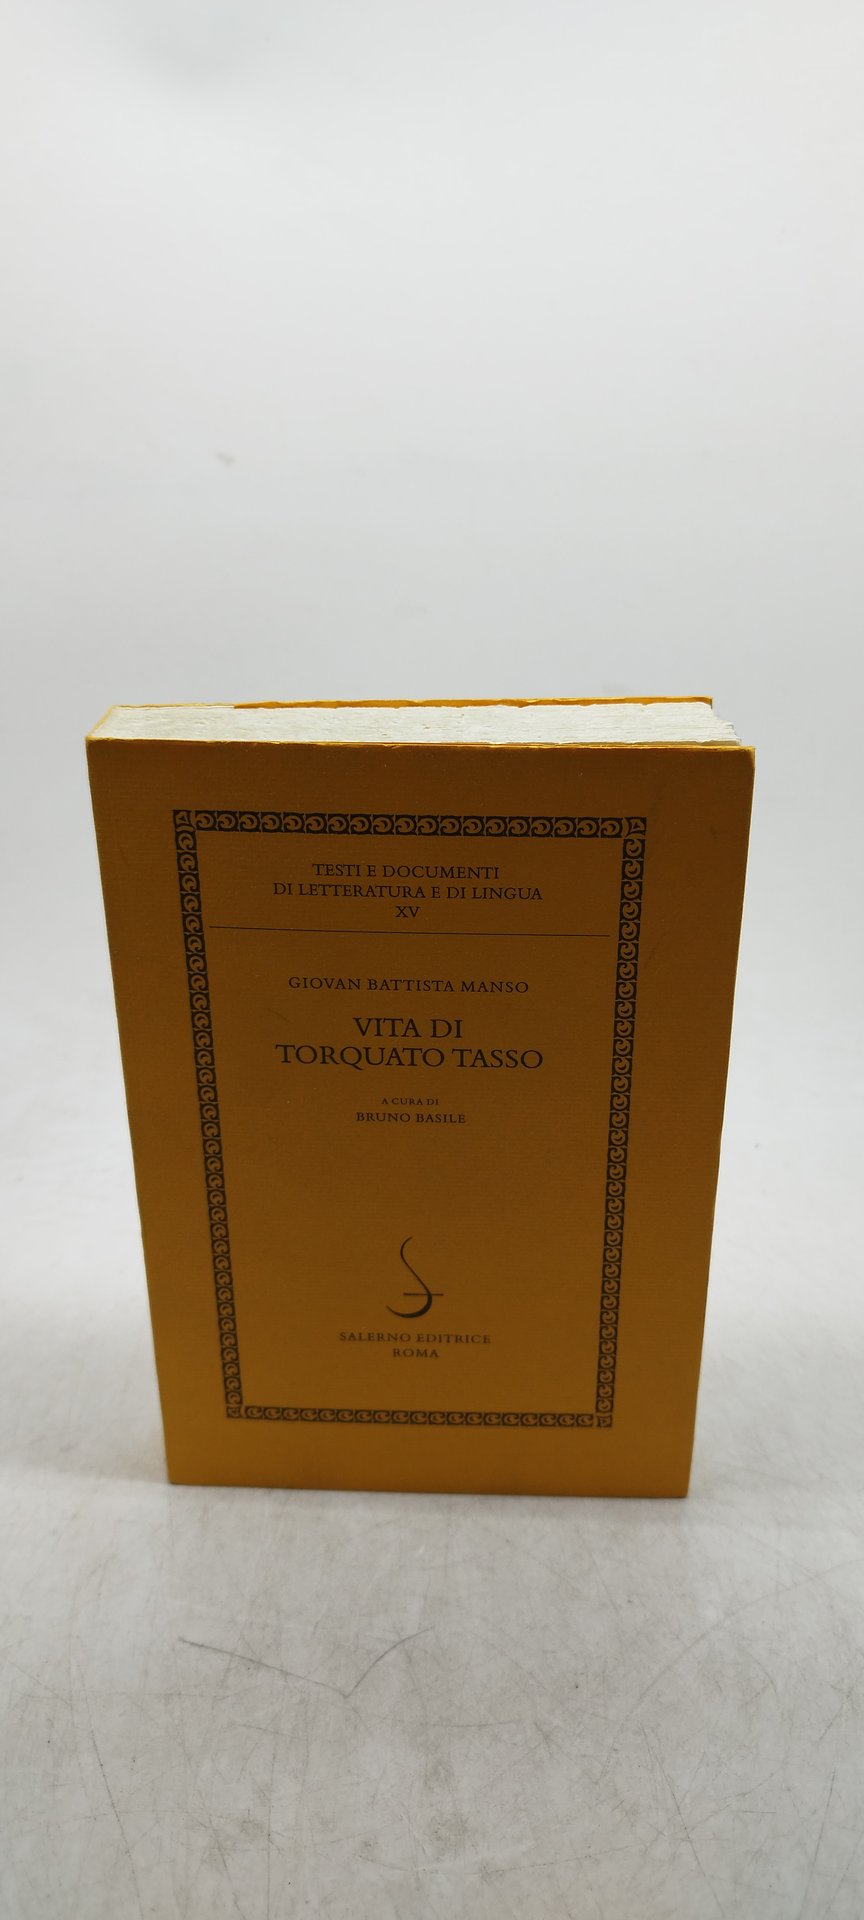 TESTI E DOCUMENTI
DI LETTERATURA E DI LINGUA
XV
GIOVAN BATTISTA MANSO
VITA DI
TORQUATO TASSO
A CURA DI
BRUNO BASILE
SALERNO EDITRICE
ROMA